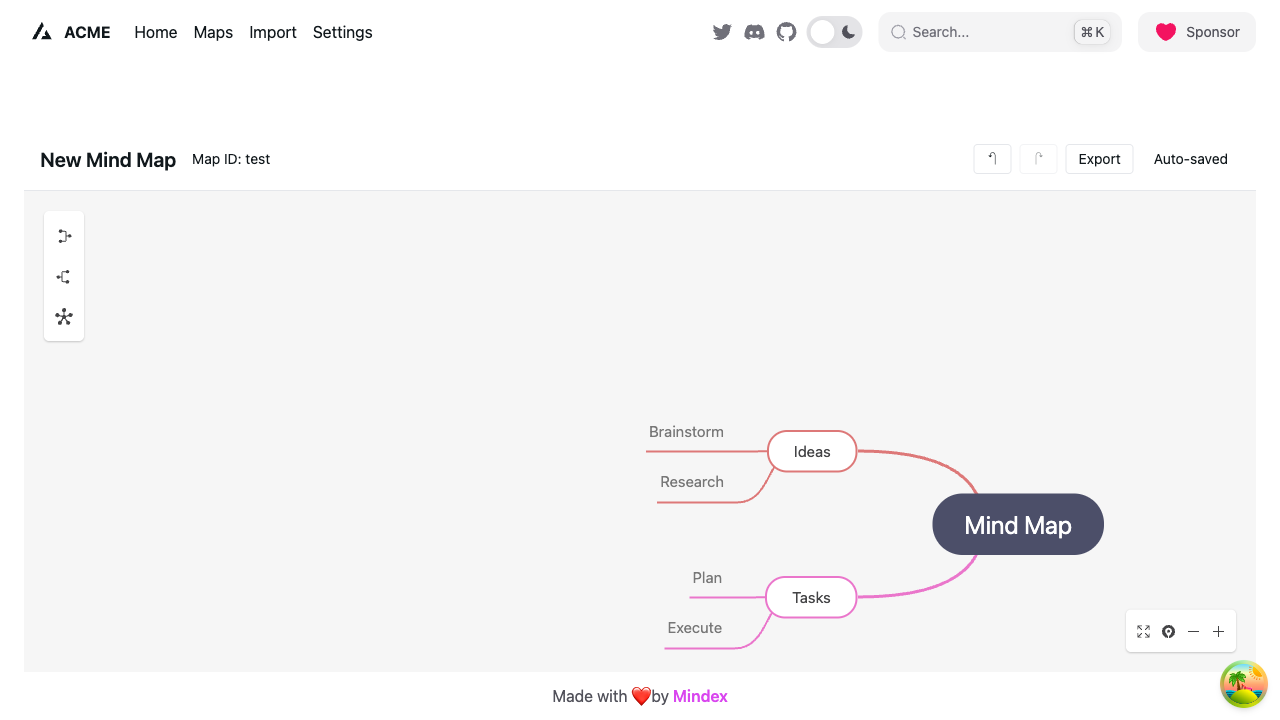 ACME Home Maps Import Settings Search... ⌘ K Sponsor
New Mind Map Map ID: test Export Auto-saved
Brainstorm
Ideas
Research
Mind Map
Plan
Tasks
Execute
Made with ❤️by Mindex